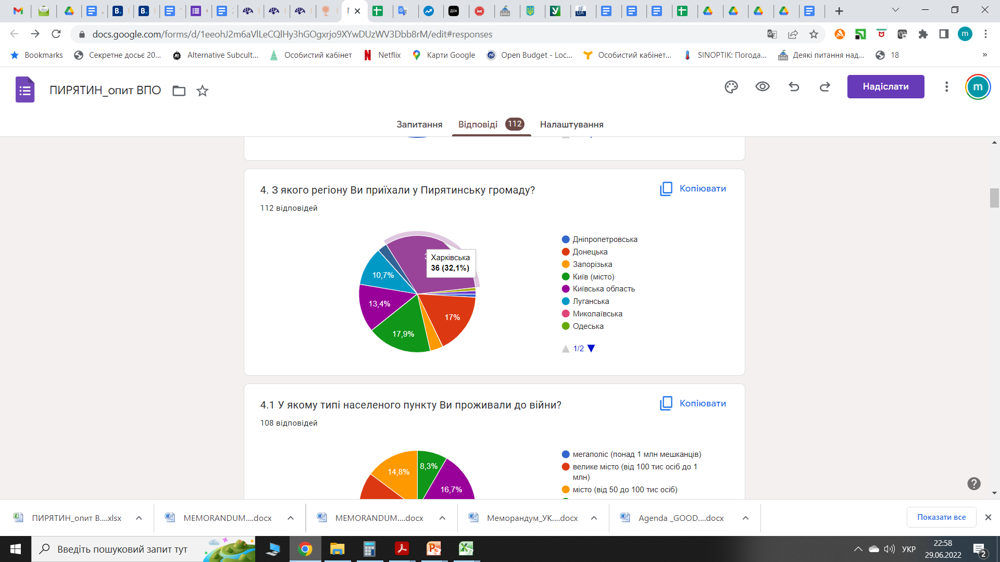 docs.google.com/forms/d/1eeohJ2m6aVlLeCQlHy3hGOgxrjo9XYwDUzWV3Dbb8rM/edit#responses
m
Bookmarks
Секретне досьє 20...
Alternative Subcult...
Особистий кабінет
Netflix
Карти Google
Open Budget - Loc...
Особистий кабінет...
SINOPTIK: Погода...
Деякі питання над...
18
»
ПИРЯТИН_опит ВПО
Надіслати
m
Запитання
Відповіді 112
Налаштування
4. З якого регіону Ви приїхали у Пирятинську громаду?
Копіювати
112 відповідей
Харківська
36 (32,1%)
10,7%
13,4%
17,9%
17%
Дніпропетровська
Донецька
Запорізька
Київ (місто)
Київська область
Луганська
Миколаївська
Одеська
1/2
4.1 У якому типі населеного пункту Ви проживали до війни?
Копіювати
108 відповідей
14,8%
8,3%
16,7%
мегаполіс (понад 1 млн мешканців)
велике місто (від 100 тис осіб до 1
млн)
місто (від 50 до 100 тис осіб)
ПИРЯТИН_опит В....xlsx
MEMORANDUM....docx
MEMORANDUM....docx
Меморандум_УК....docx
Agenda _GOOD....docx
Показати все
Введіть пошуковий запит тут
УКР
22:58
29.06.2022
2